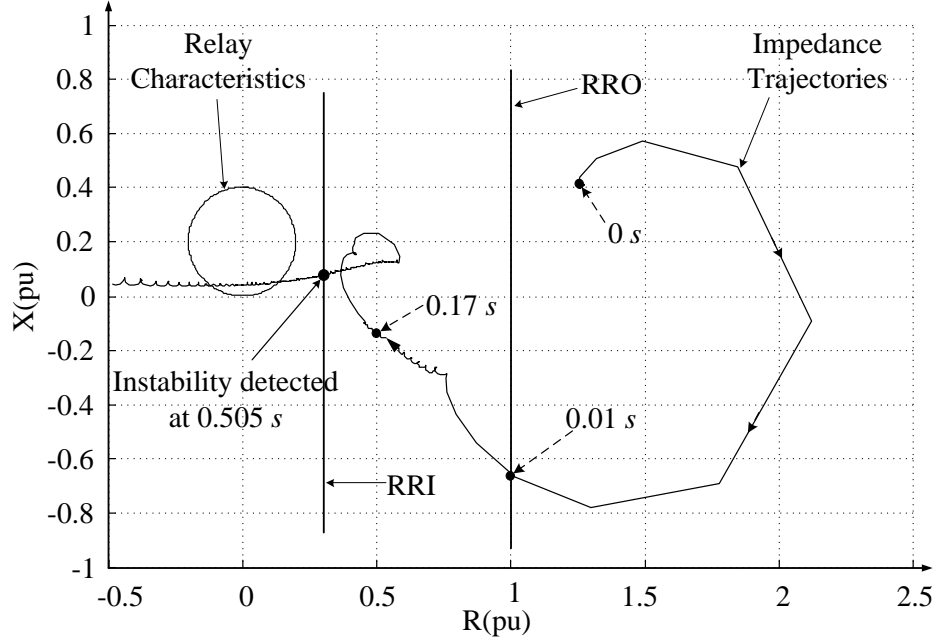 1
0.8
0.6
0.4
0.2
0
-0.2
-0.4
-0.6
-0.8
-1
X(pu)
Relay
Characteristics
RRO
Impedance
Trajectories
0 s
0.17 s
Instability detected
at 0.505 s
0.01 s
RRI
-0.5
0
0.5
1
1.5
2
2.5
R(pu)